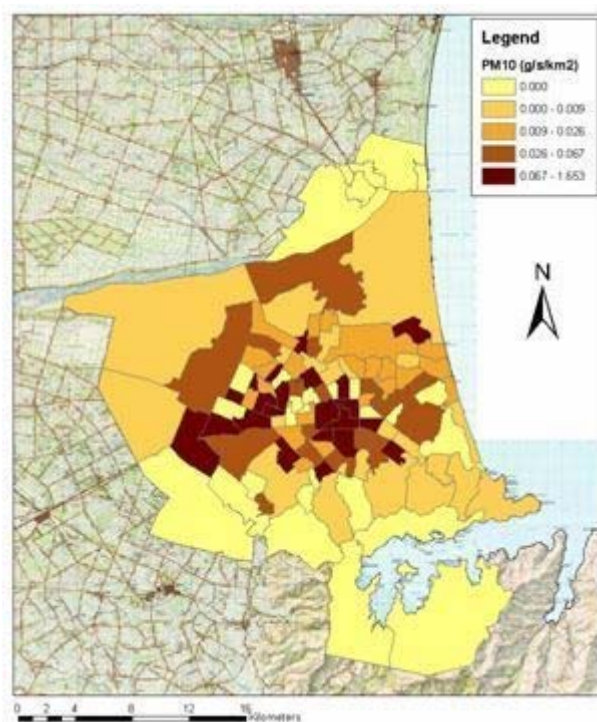 Legend
PM10 (g/s/km2)
0.000
0.000 - 0.009
0.009 - 0.026
0.026 - 0.067
0.067 - 1.653
N
0 2 4 8 12 16
Kilometers